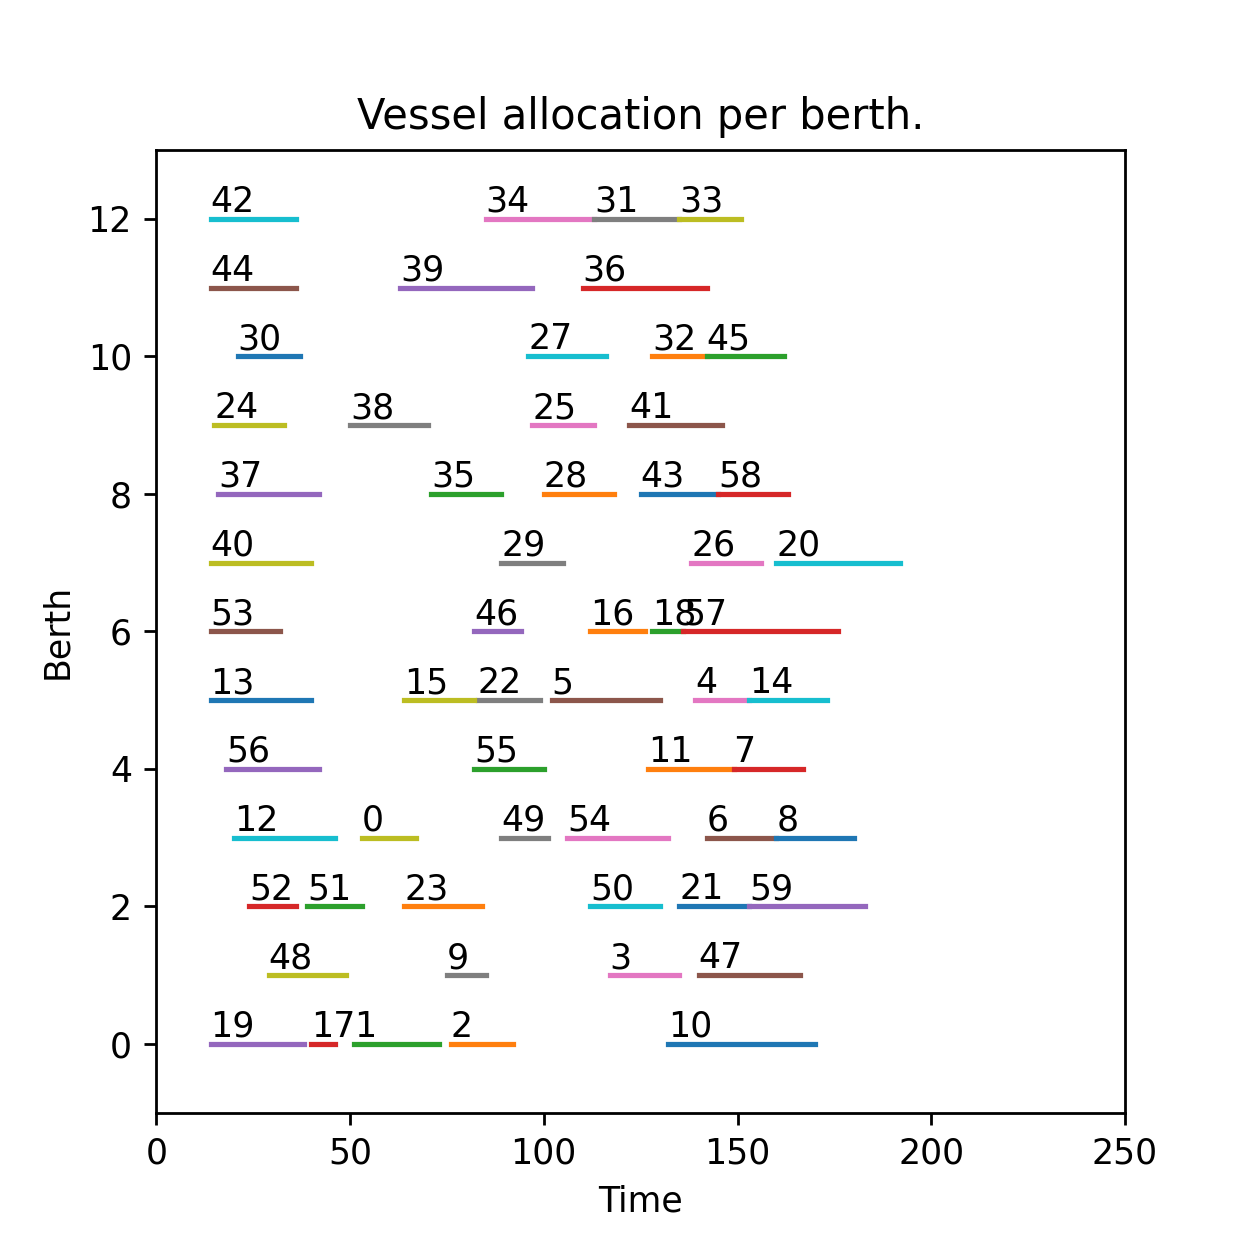 Vessel allocation per berth.
12 42 34 31 33
44 39 36
10 30 27 32 45
24 38 25 41
8 37 35 28 43 58
40 29 26 20
6 53 46 16 18 57
13 15 22 5 4 14
4 56 55 11 7
12 0 49 54 6 8
2 52 51 23 50 21 59
48 9 3 47
0 19 17 1 2 10
Berth
0 50 100 150 200 250
Time